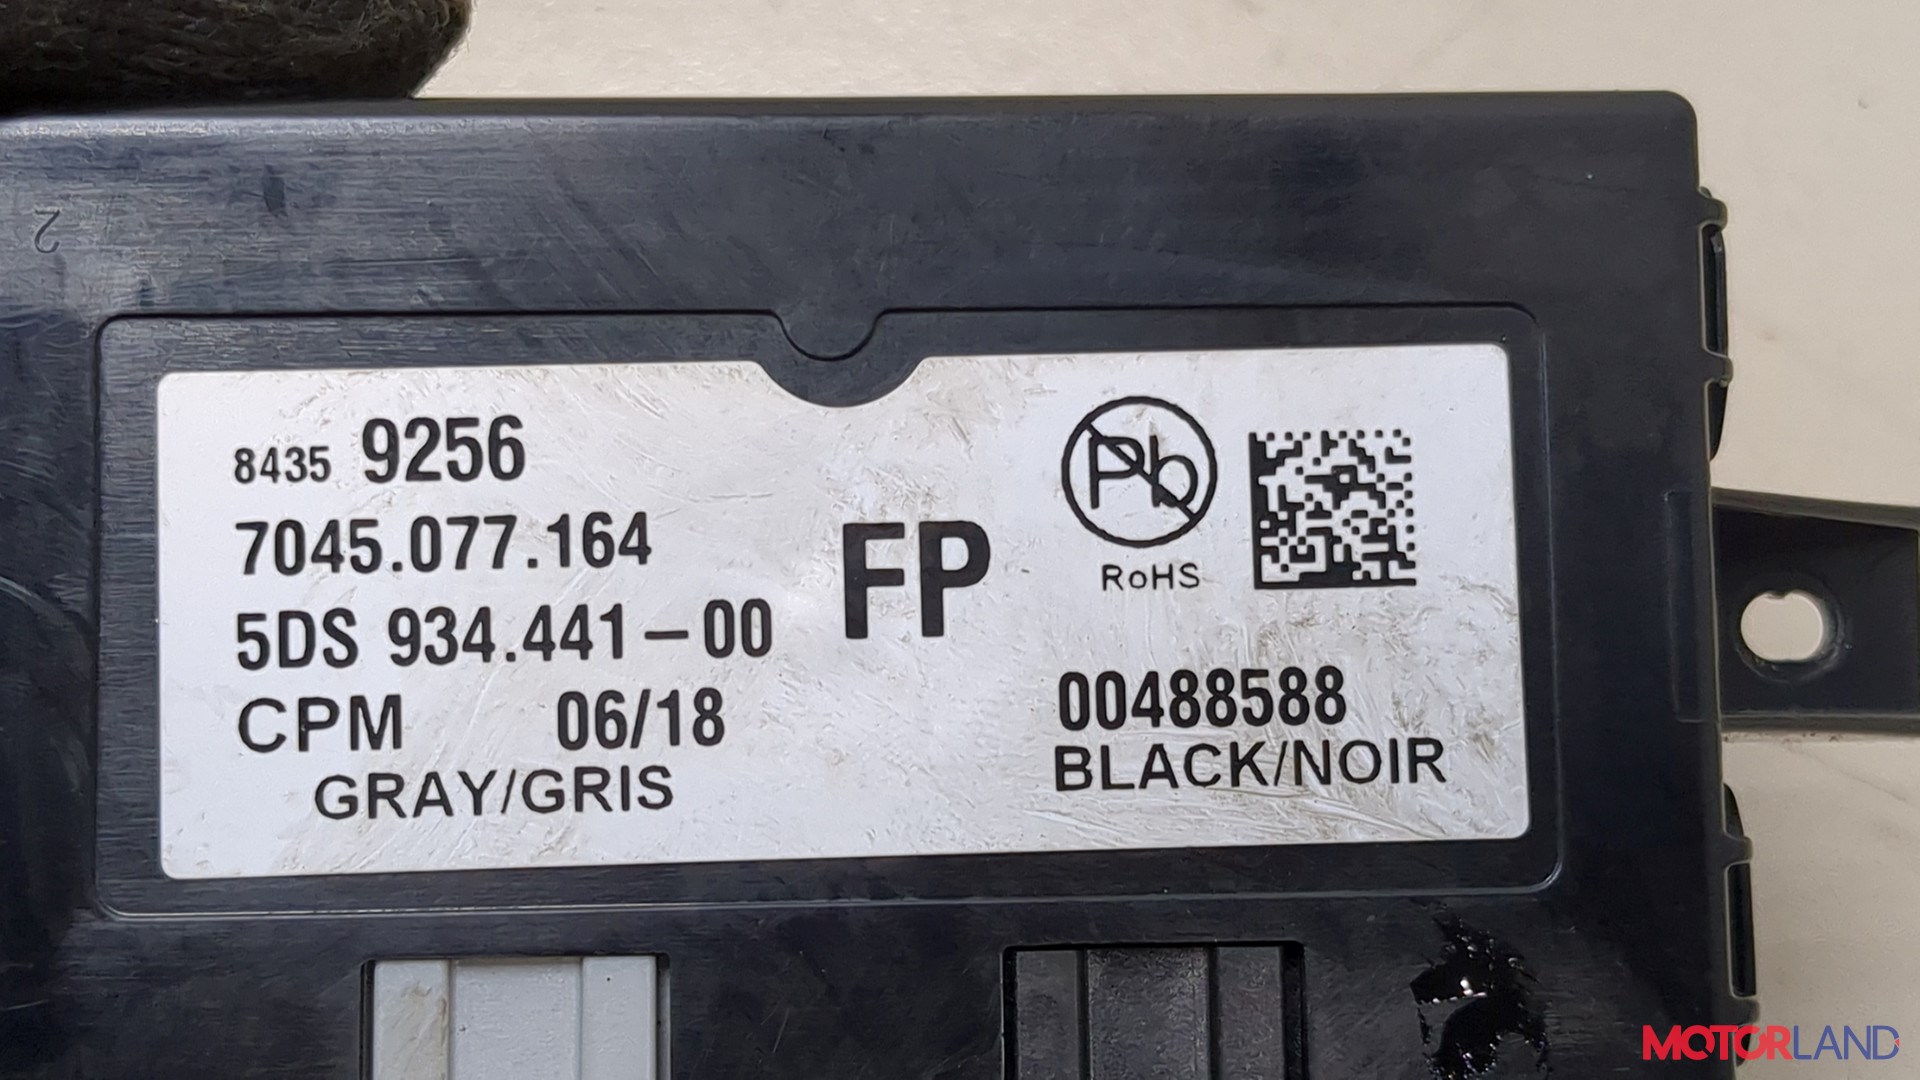 2
8435 9256
7045.077.164
5DS 934.441-00
CPM 06/18
GRAY/GRIS
FP
Pb
RoHS
00488588
BLACK/NOIR
MOTORLAND